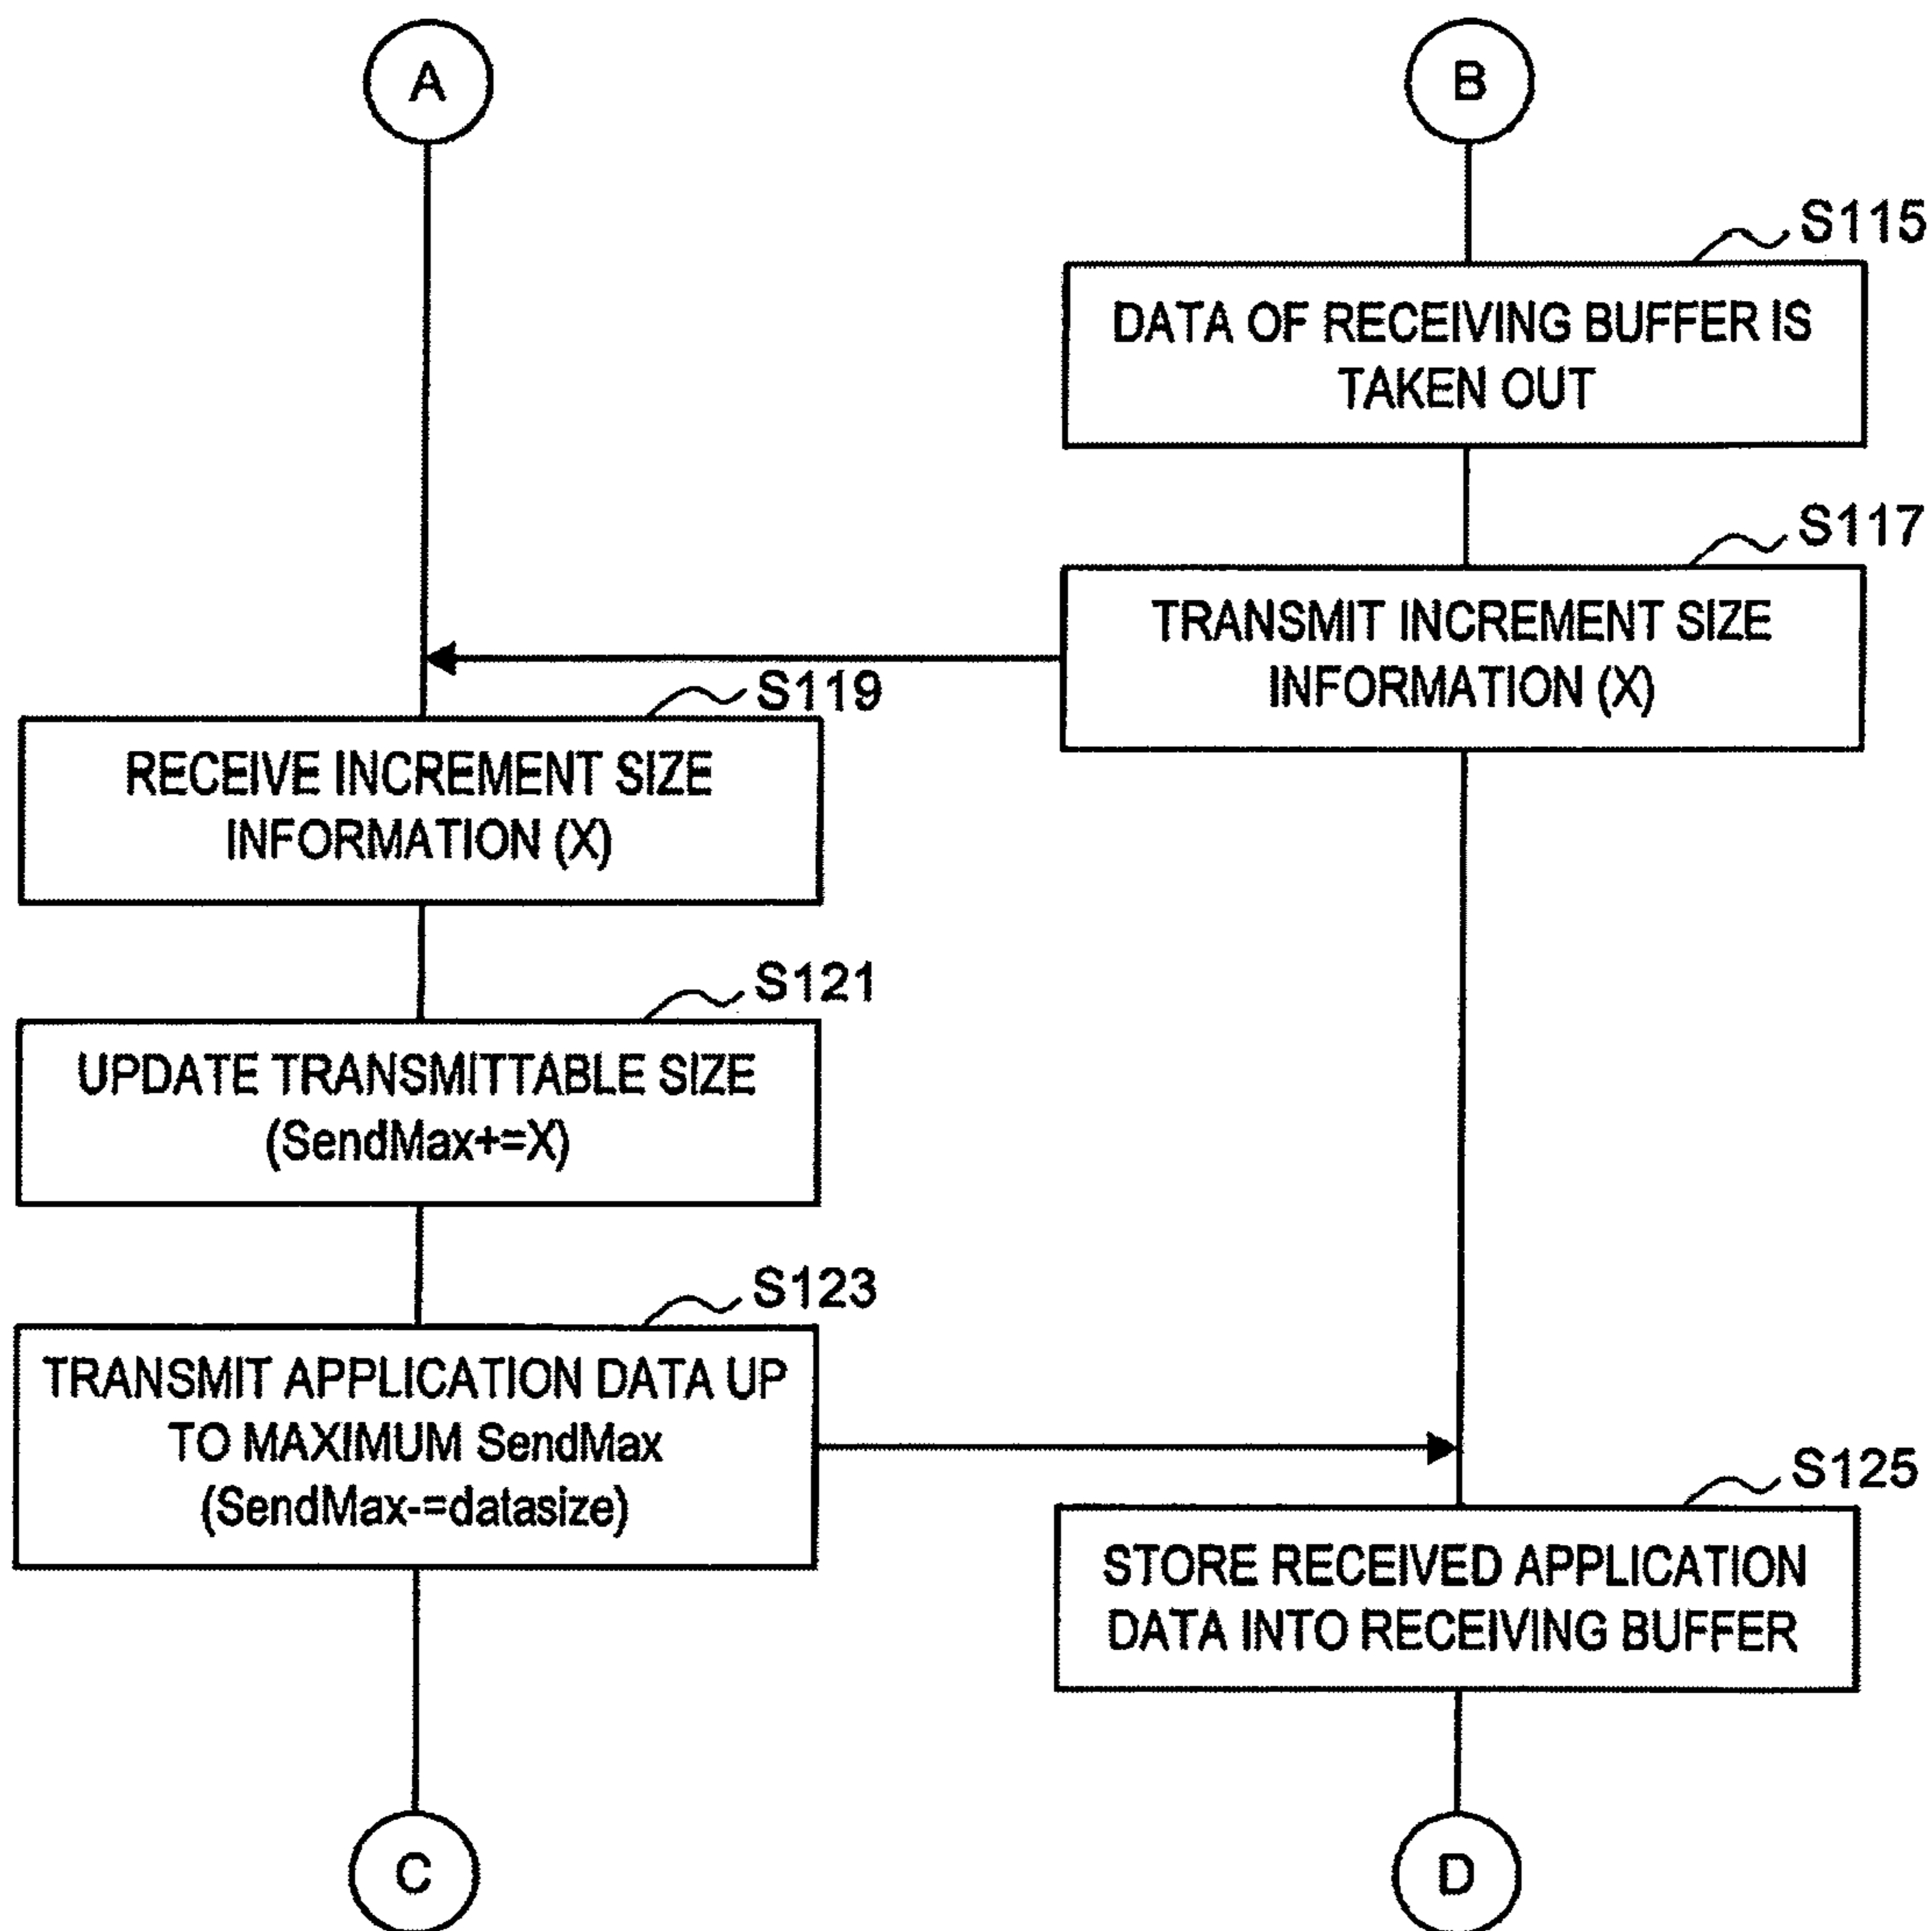 A
B
S115
DATA OF RECEIVING BUFFER IS
TAKEN OUT
S117
TRANSMIT INCREMENT SIZE
INFORMATION (X)
S119
RECEIVE INCREMENT SIZE
INFORMATION (X)
S121
UPDATE TRANSMITTABLE SIZE
(SendMax+=X)
S123
TRANSMIT APPLICATION DATA UP
TO MAXIMUM SendMax
(SendMax-=datasize)
S125
STORE RECEIVED APPLICATION
DATA INTO RECEIVING BUFFER
C
D